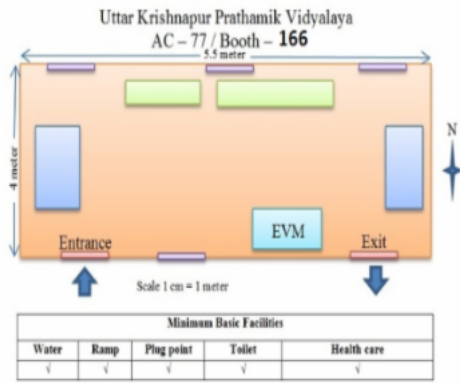 Uttar Krishnapur Prathamik Vidyalaya
AC – 77 / Booth – 166
5.5 meter
4 meter
N
EVM
Entrance
Exit
Scale 1 cm = 1 meter
Minimum Basic Facilities
Water Ramp Plug point Toilet Health care
√ √ √ √ √